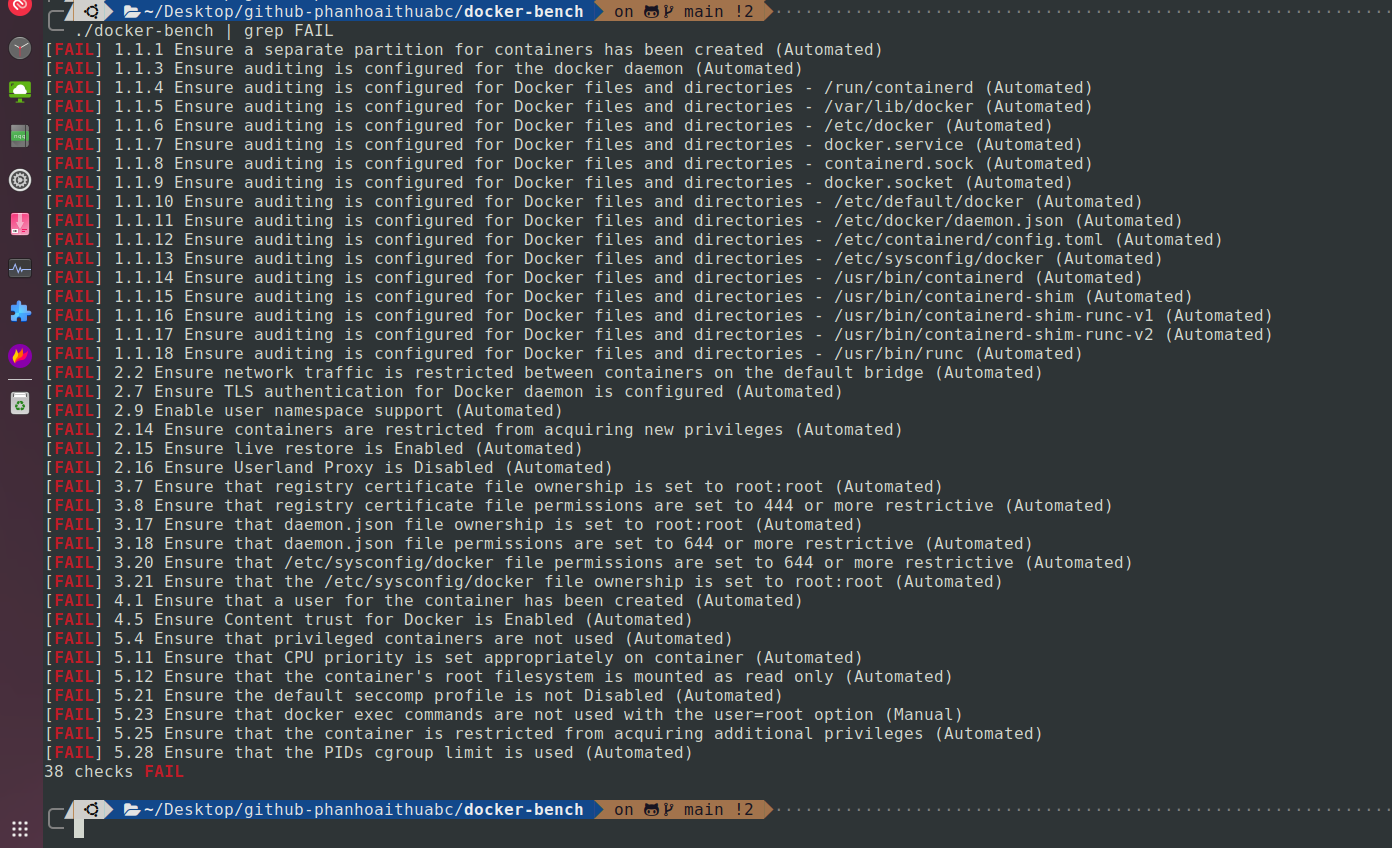 ~/Desktop/github-phanhoaithuabc/docker-bench on main !2
./docker-bench | grep FAIL
[FAIL] 1.1.1 Ensure a separate partition for containers has been created (Automated)
[FAIL] 1.1.3 Ensure auditing is configured for the docker daemon (Automated)
[FAIL] 1.1.4 Ensure auditing is configured for Docker files and directories - /run/containerd (Automated)
[FAIL] 1.1.5 Ensure auditing is configured for Docker files and directories - /var/lib/docker (Automated)
[FAIL] 1.1.6 Ensure auditing is configured for Docker files and directories - /etc/docker (Automated)
[FAIL] 1.1.7 Ensure auditing is configured for Docker files and directories - docker.service (Automated)
[FAIL] 1.1.8 Ensure auditing is configured for Docker files and directories - containerd.sock (Automated)
[FAIL] 1.1.9 Ensure auditing is configured for Docker files and directories - docker.socket (Automated)
[FAIL] 1.1.10 Ensure auditing is configured for Docker files and directories - /etc/default/docker (Automated)
[FAIL] 1.1.11 Ensure auditing is configured for Docker files and directories - /etc/docker/daemon.json (Automated)
[FAIL] 1.1.12 Ensure auditing is configured for Docker files and directories - /etc/containerd/config.toml (Automated)
[FAIL] 1.1.13 Ensure auditing is configured for Docker files and directories - /etc/sysconfig/docker (Automated)
[FAIL] 1.1.14 Ensure auditing is configured for Docker files and directories - /usr/bin/containerd (Automated)
[FAIL] 1.1.15 Ensure auditing is configured for Docker files and directories - /usr/bin/containerd-shim (Automated)
[FAIL] 1.1.16 Ensure auditing is configured for Docker files and directories - /usr/bin/containerd-shim-runc-v1 (Automated)
[FAIL] 1.1.17 Ensure auditing is configured for Docker files and directories - /usr/bin/containerd-shim-runc-v2 (Automated)
[FAIL] 1.1.18 Ensure auditing is configured for Docker files and directories - /usr/bin/runc (Automated)
[FAIL] 2.2 Ensure network traffic is restricted between containers on the default bridge (Automated)
[FAIL] 2.7 Ensure TLS authentication for Docker daemon is configured (Automated)
[FAIL] 2.9 Enable user namespace support (Automated)
[FAIL] 2.14 Ensure containers are restricted from acquiring new privileges (Automated)
[FAIL] 2.15 Ensure live restore is Enabled (Automated)
[FAIL] 2.16 Ensure Userland Proxy is Disabled (Automated)
[FAIL] 3.7 Ensure that registry certificate file ownership is set to root:root (Automated)
[FAIL] 3.8 Ensure that registry certificate file permissions are set to 444 or more restrictive (Automated)
[FAIL] 3.17 Ensure that daemon.json file ownership is set to root:root (Automated)
[FAIL] 3.18 Ensure that daemon.json file permissions are set to 644 or more restrictive (Automated)
[FAIL] 3.20 Ensure that /etc/sysconfig/docker file permissions are set to 644 or more restrictive (Automated)
[FAIL] 3.21 Ensure that the /etc/sysconfig/docker file ownership is set to root:root (Automated)
[FAIL] 4.1 Ensure that a user for the container has been created (Automated)
[FAIL] 4.5 Ensure Content trust for Docker is Enabled (Automated)
[FAIL] 5.4 Ensure that privileged containers are not used (Automated)
[FAIL] 5.11 Ensure that CPU priority is set appropriately on container (Automated)
[FAIL] 5.12 Ensure that the container's root filesystem is mounted as read only (Automated)
[FAIL] 5.21 Ensure the default seccomp profile is not Disabled (Automated)
[FAIL] 5.23 Ensure that docker exec commands are not used with the user=root option (Manual)
[FAIL] 5.25 Ensure that the container is restricted from acquiring additional privileges (Automated)
[FAIL] 5.28 Ensure that the PIDs cgroup limit is used (Automated)
38 checks FAIL
~/Desktop/github-phanhoaithuabc/docker-bench on main !2